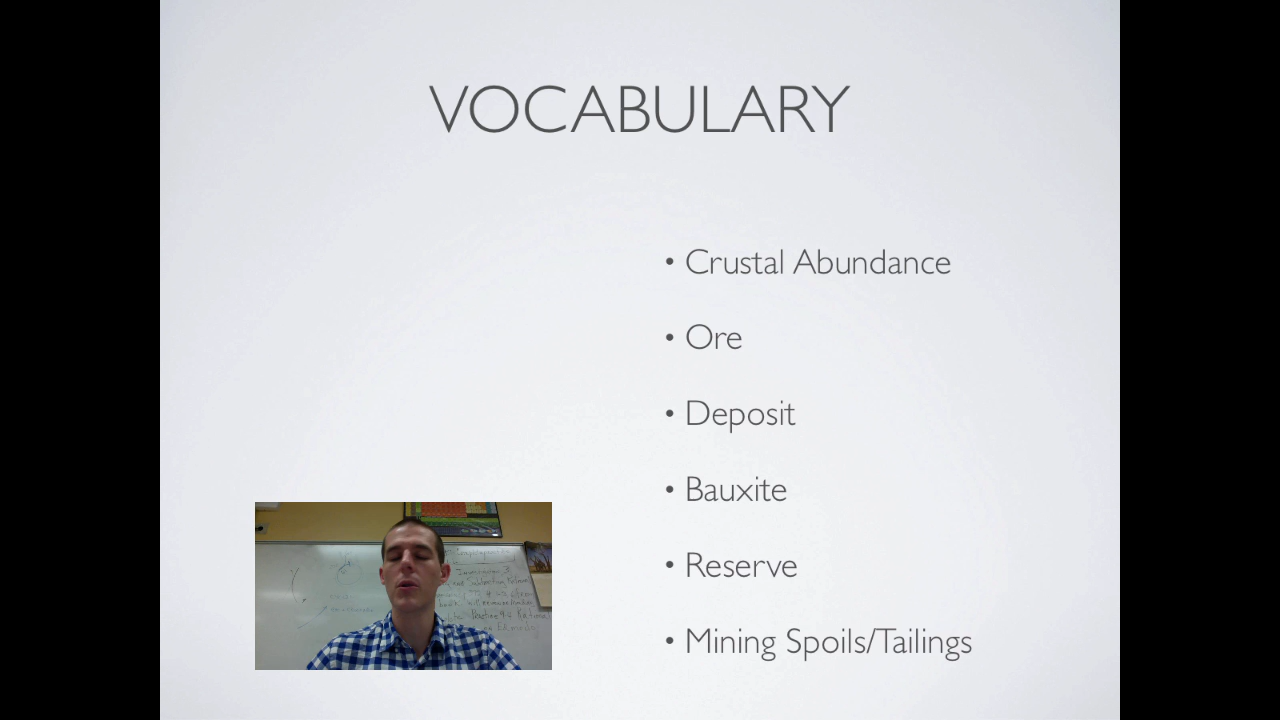 VOCABULARY
• Crustal Abundance
• Ore
• Deposit
• Bauxite
• Reserve
• Mining Spoils/Tailings